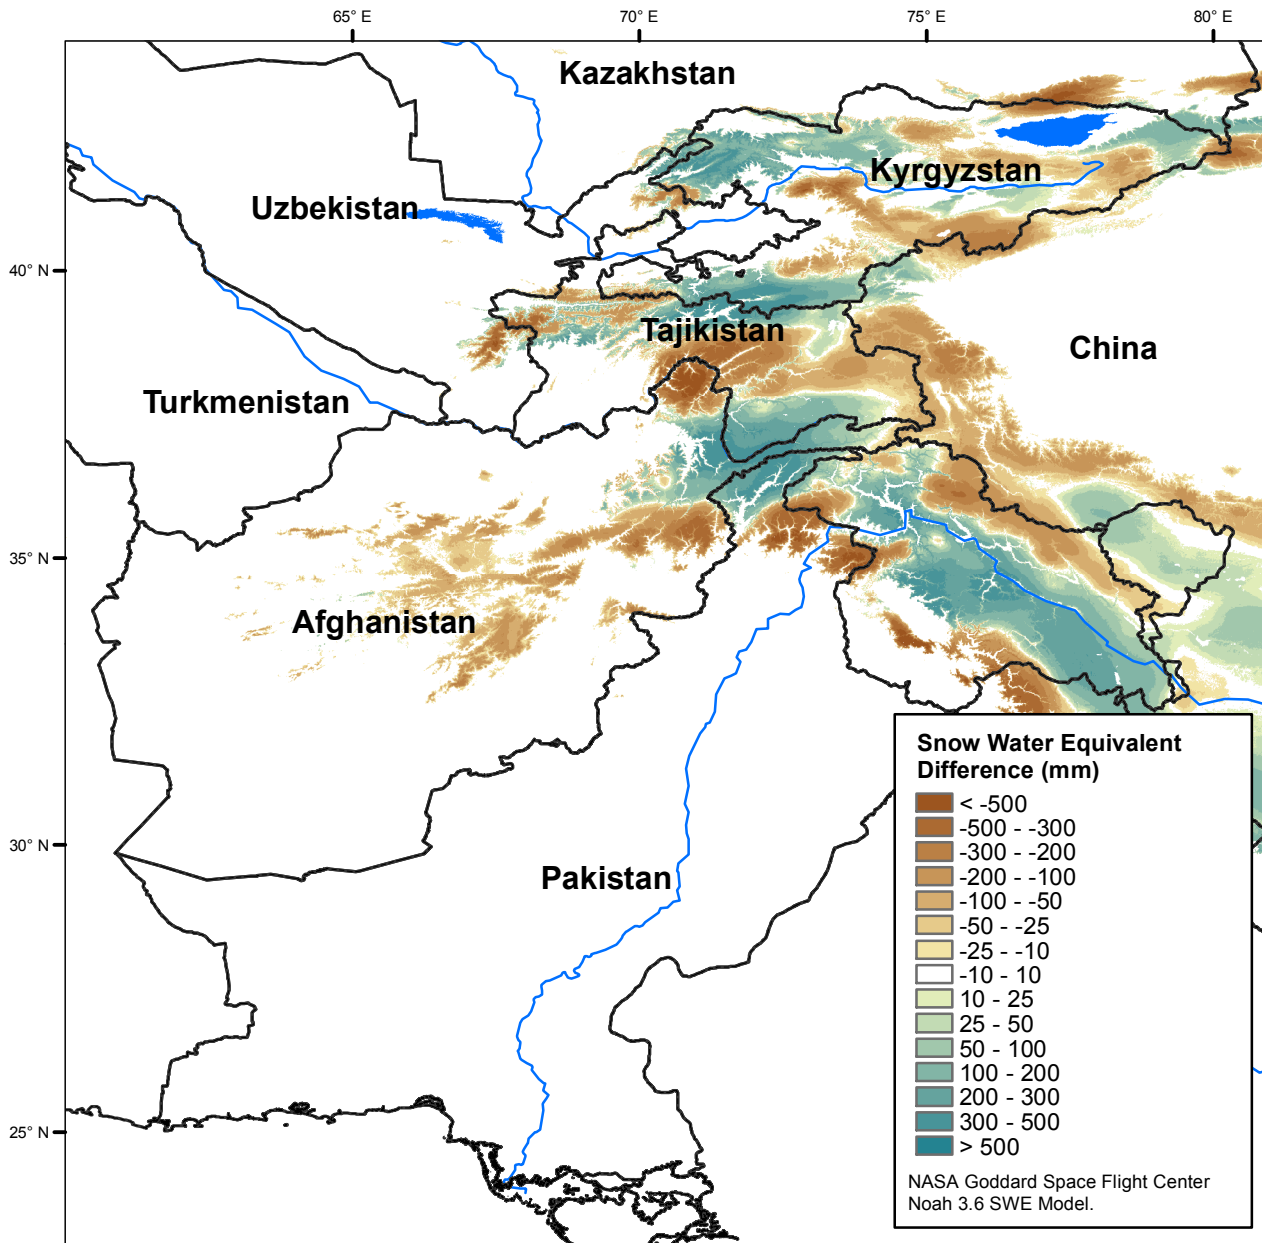 65° E
70° E
75° E
80° E
Kazakhstan
Kyrgyzstan
Uzbekistan
40° N
Tajikistan
China
Turkmenistan
35° N
Afghanistan
30° N
Pakistan
25° N
Snow Water Equivalent
Difference (mm)
< -500
-500 - -300
-300 - -200
-200 - -100
-100 - -50
-50 - -25
-25 - -10
-10 - 10
10 - 25
25 - 50
50 - 100
100 - 200
200 - 300
300 - 500
> 500
NASA Goddard Space Flight Center
Noah 3.6 SWE Model.